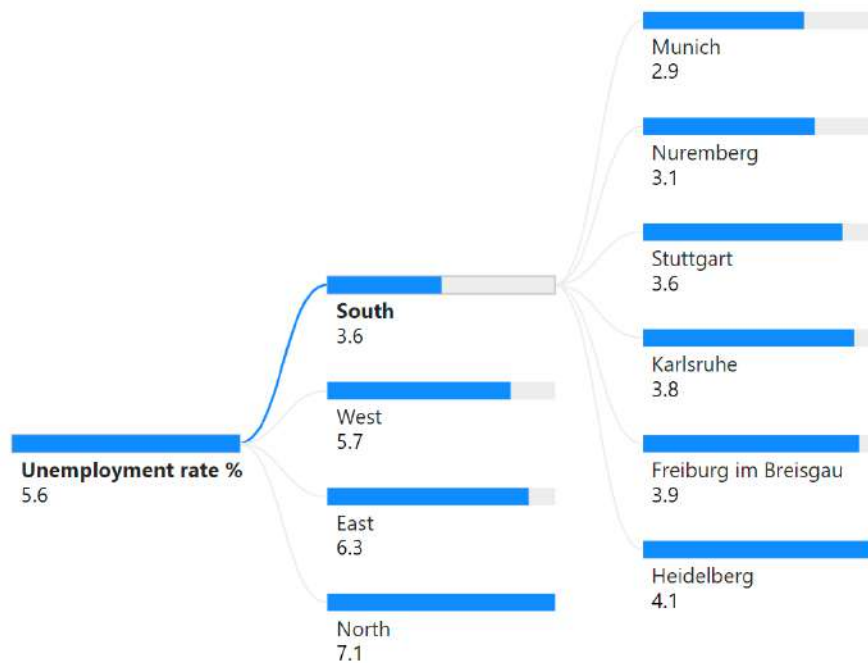 Unemployment rate %
5.6
South
3.6
West
5.7
East
6.3
North
7.1
Munich
2.9
Nuremberg
3.1
Stuttgart
3.6
Karlsruhe
3.8
Freiburg im Breisgau
3.9
Heidelberg
4.1